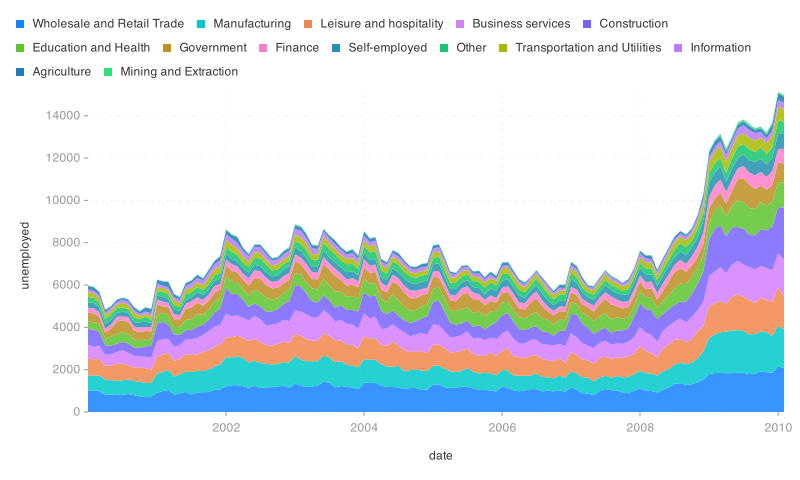 Wholesale and Retail Trade Manufacturing Leisure and hospitality Business services Construction
Education and Health Government Finance Self-employed Other Transportation and Utilities Information
Agriculture Mining and Extraction
14000
12000
10000
8000
6000
4000
2000
0
unemployed
2002 2004 2006 2008 2010
date